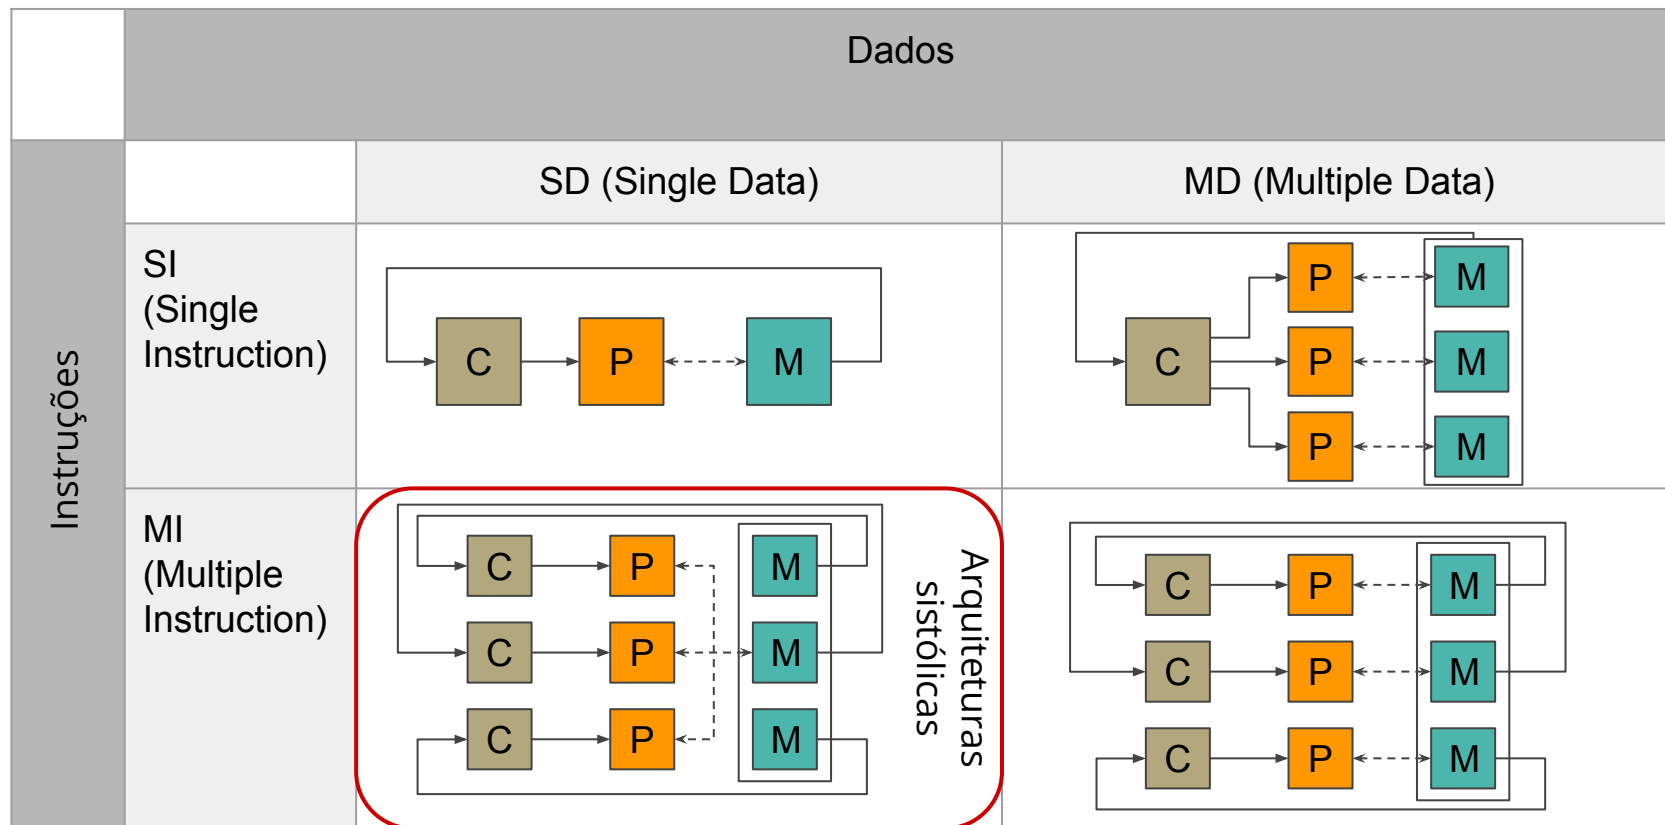 Dados
SD (Single Data)
MD (Multiple Data)
Instruções
SI
(Single
Instruction)
C P M
C P M
P M
P M
MI
(Multiple
Instruction)
C P M
C P M
C P M
Arquiteturas
sistólicas
C P M
C P M
C P M